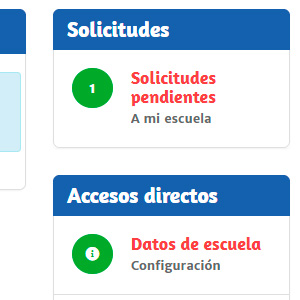 Solicitudes
1
Solicitudes
pendientes
A mi escuela
Accesos directos
Datos de escuela
Configuración